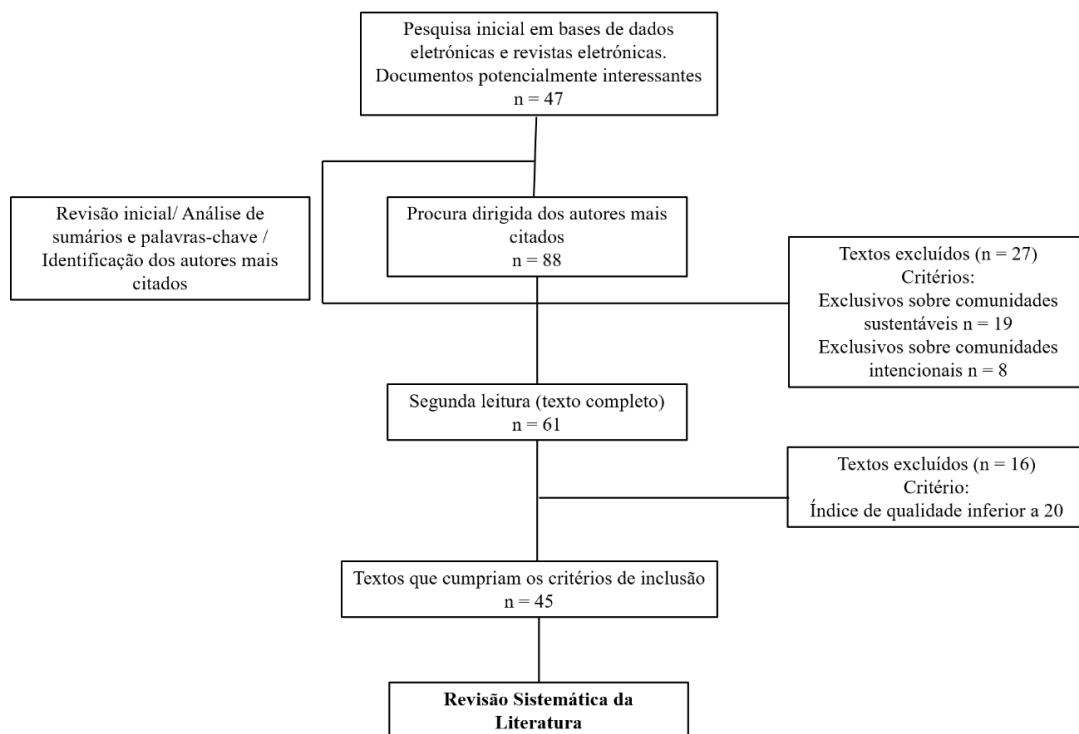 Pesquisa inicial em bases de dados
eletrónicas e revistas eletrónicas.
Documentos potencialmente interessantes
n = 47
Revisão inicial/ Análise de
sumários e palavras-chave /
Identificação dos autores mais
citados
Procura dirigida dos autores mais
citados
n = 88
Textos excluídos (n = 27)
Critérios:
Exclusivos sobre comunidades
sustentáveis n = 19
Exclusivos sobre comunidades
intencionais n = 8
Segunda leitura (texto completo)
n = 61
Textos excluídos (n = 16)
Critério:
Índice de qualidade inferior a 20
Textos que cumpriam os critérios de inclusão
n = 45
Revisão Sistemática da
Literatura